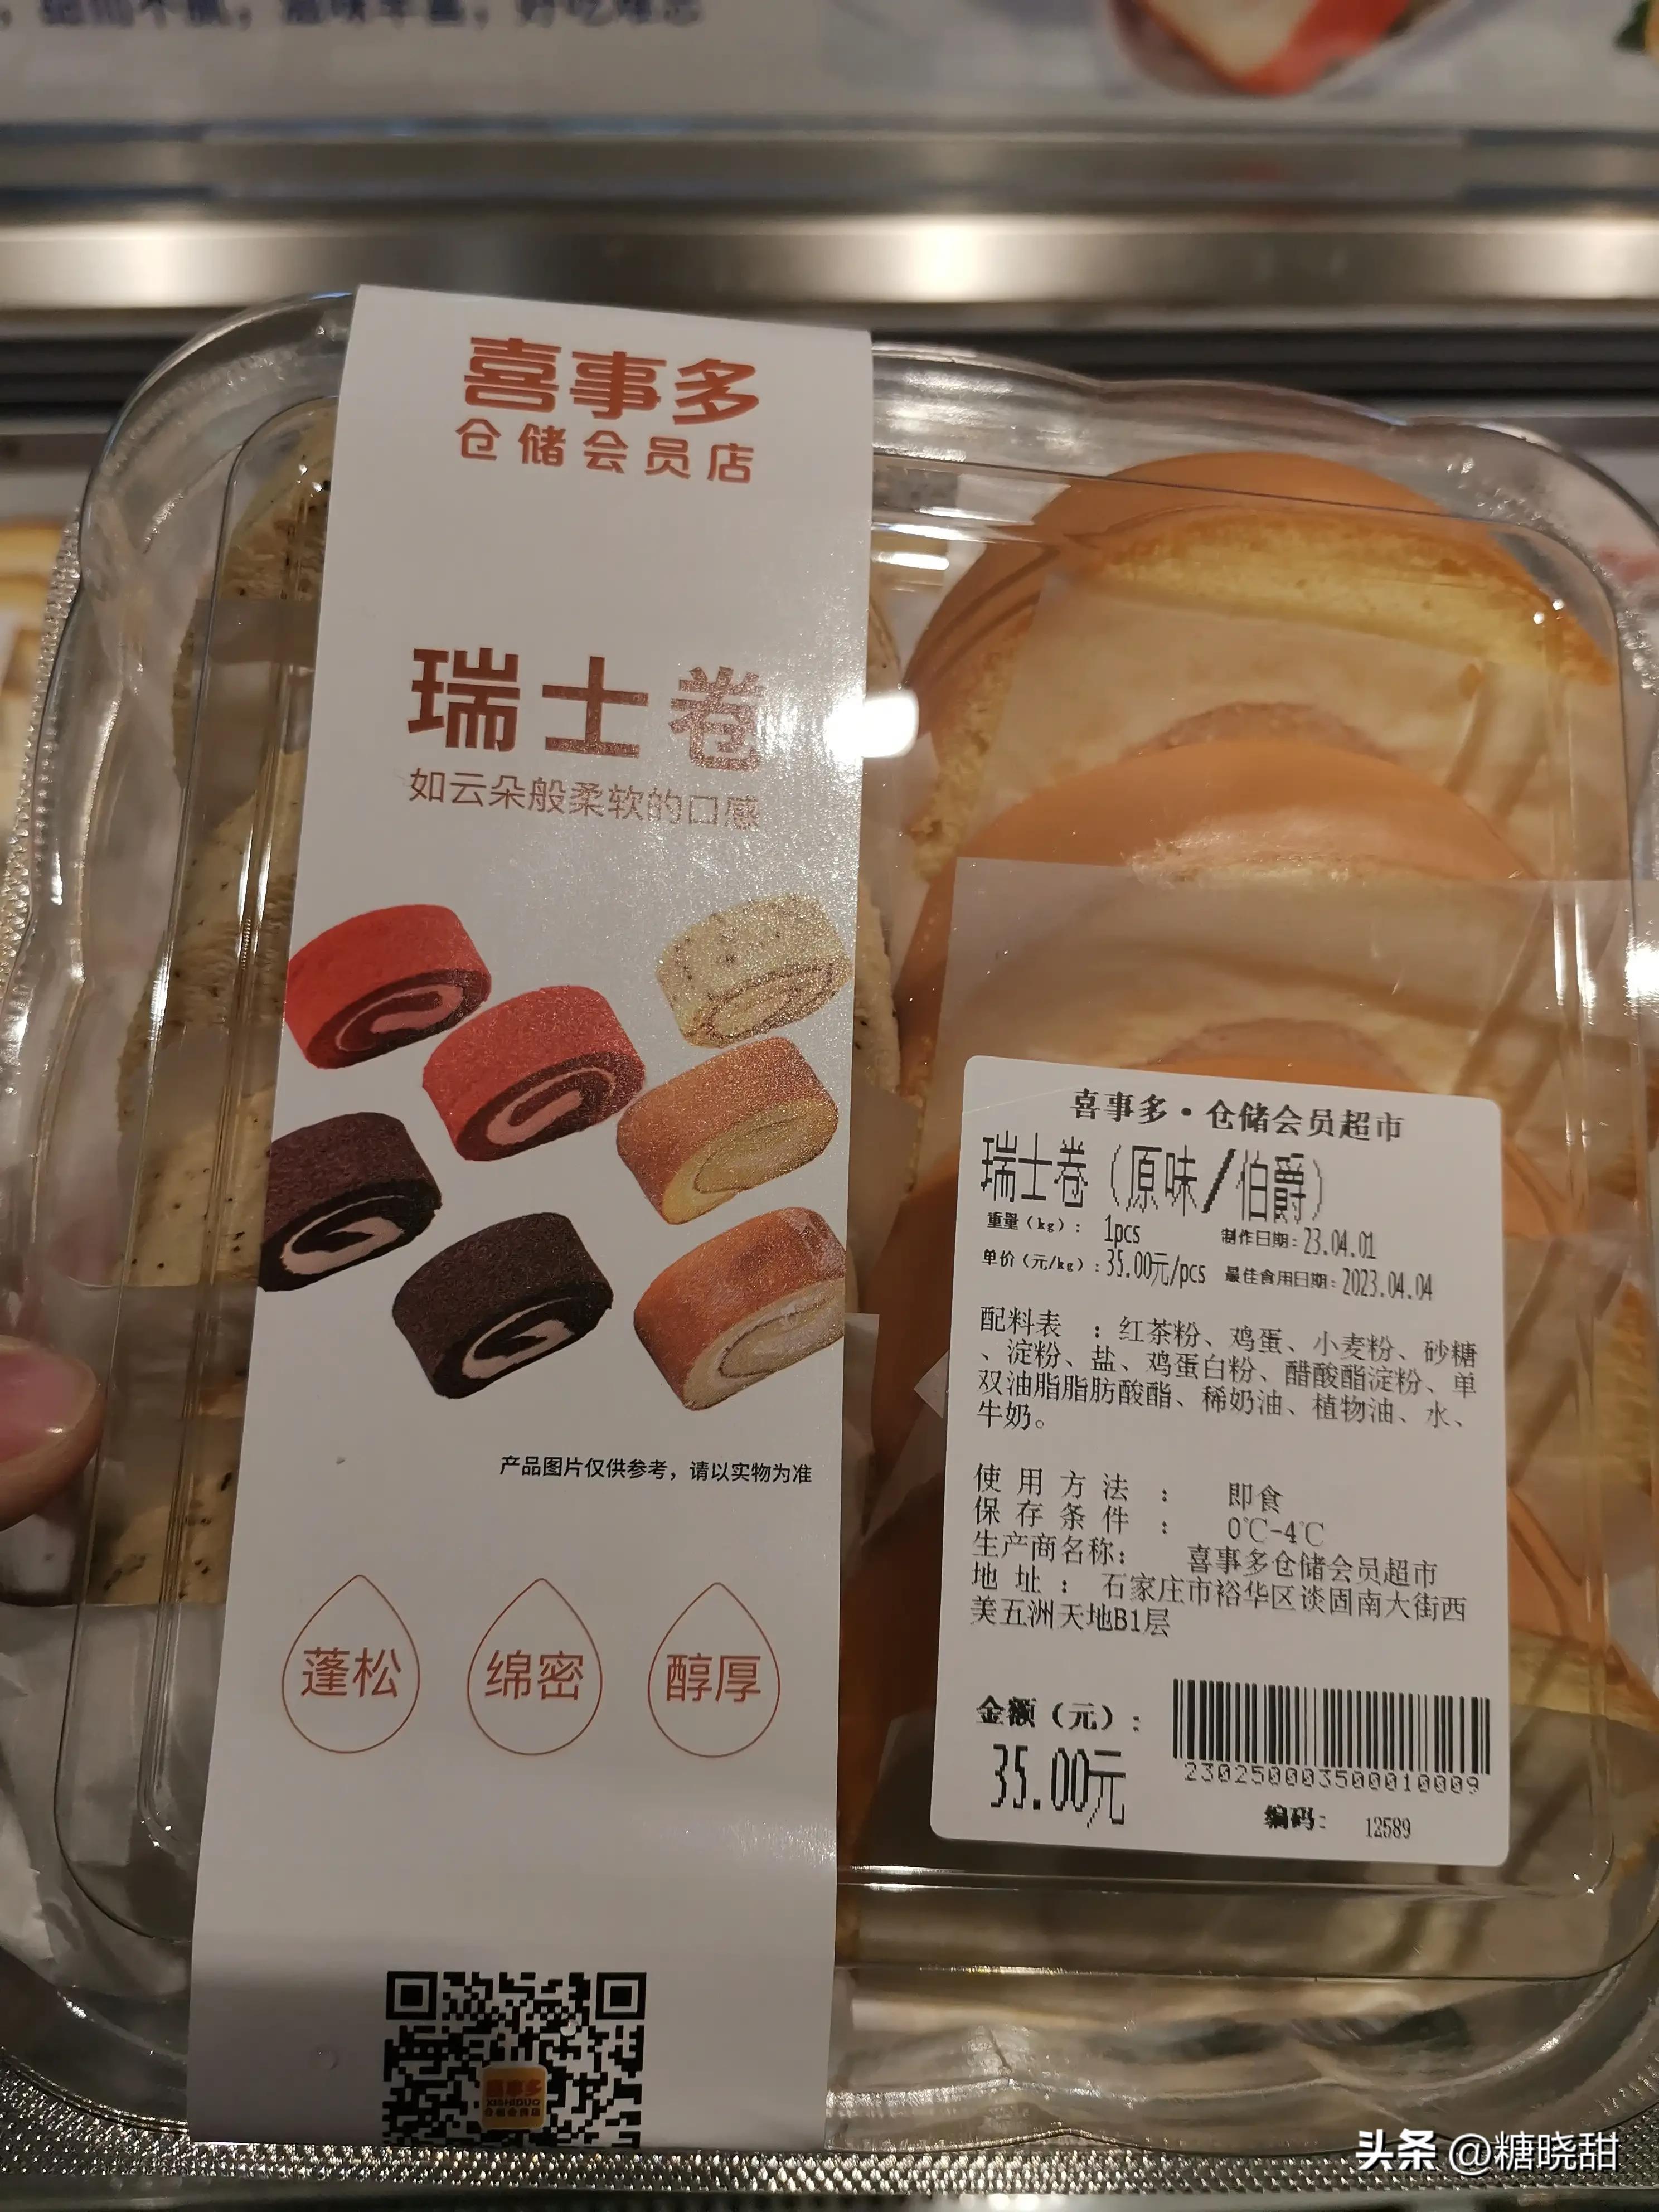 喜事多
仓储会员店
瑞士卷
如云朵般柔软的口感
产品图片仅供参考，请以实物为准
蓬松
绵密
醇厚
喜事多
XISHIDUO
仓储会员店
喜事多·仓储会员超市
瑞士卷（原味/伯爵）
重量（kg）： 1pcs 制作日期：23.04.01
单价（元/kg）：35.00元/pcs 最佳食用日期：2023.04.04
配料表 ：红茶粉、鸡蛋、小麦粉、砂糖
、淀粉、盐、鸡蛋白粉、醋酸酯淀粉、单
双油脂脂肪酸酯、稀奶油、植物油、水、
牛奶。
使用方法： 即食
保存条件： 0℃-4℃
生产商名称： 喜事多仓储会员超市
地址： 石家庄市裕华区谈固南大街西
美五洲天地B1层
金额（元）：
35.00元
230250003500010009
编码： 12589
头条 @糖晓甜